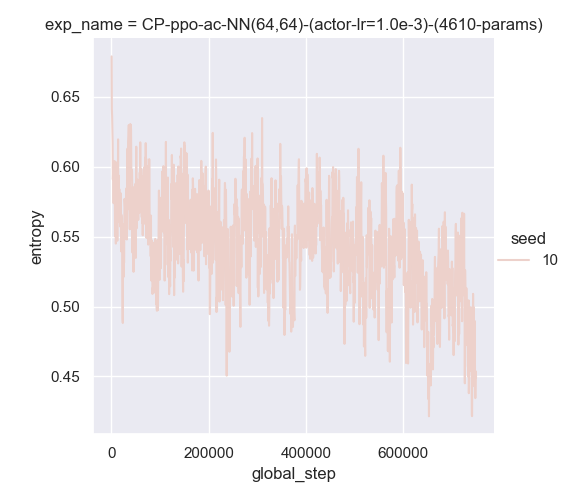 exp_name = CP-ppo-ac-NN(64,64)-(actor-lr=1.0e-3)-(4610-params)
0.65
0.60
0.55
0.50
0.45
entropy
0
200000
400000
600000
global_step
seed
10